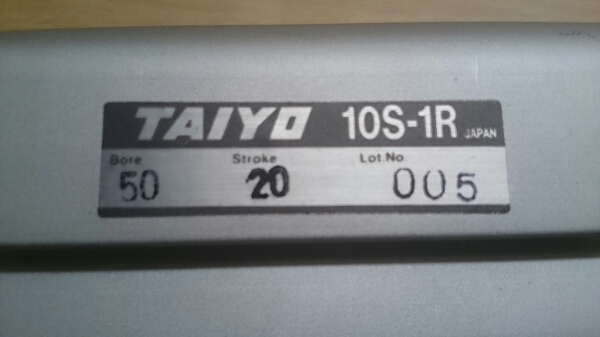 TAIYO 10S-1R JAPAN
Bore Stroke Lot.No.
50 20 005